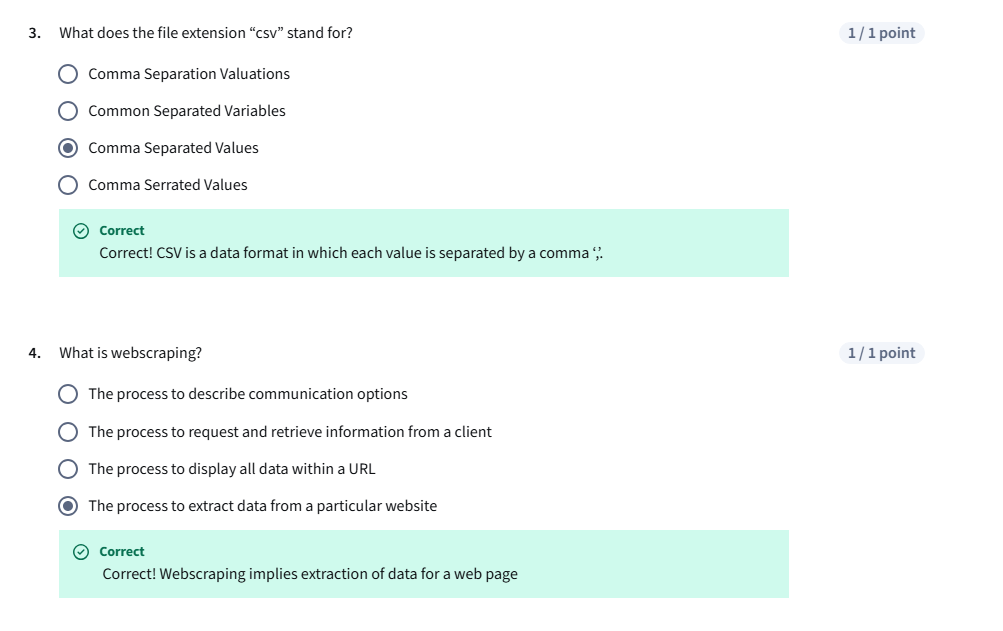 3. What does the file extension “csv” stand for? 1 / 1 point
Comma Separation Valuations
Common Separated Variables
Comma Separated Values
Comma Serrated Values
Correct
Correct! CSV is a data format in which each value is separated by a comma ‘,’.
4. What is webscraping? 1 / 1 point
The process to describe communication options
The process to request and retrieve information from a client
The process to display all data within a URL
The process to extract data from a particular website
Correct
Correct! Webscraping implies extraction of data for a web page